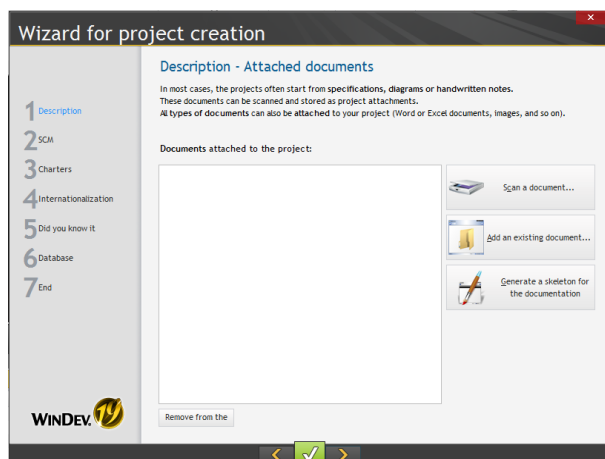 Wizard for project creation
Description - Attached documents
In most cases, the projects often start from specifications, diagrams or handwritten notes.
These documents can be scanned and stored as project attachments.
All types of documents can also be attached to your project (Word or Excel documents, images, and so on).
Documents attached to the project:
1 Description
2 SCM
3 Charters
4 Internationalization
5 Did you know it
6 Database
7 End
Scan a document...
Add an existing document...
Generate a skeleton for
the documentation
Remove from the
WINDEV. 19